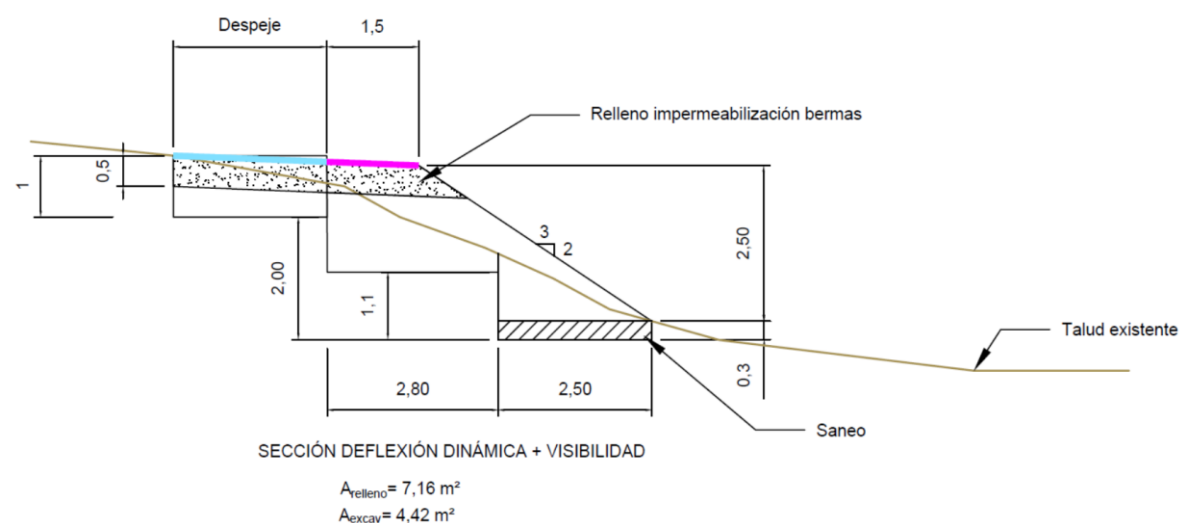 Despeje
1,5
Relleno impermeabilización bermas
1
0,5
3
2
2,50
2,00
1,1
Talud existente
0,3
2,80
2,50
Saneo
SECCIÓN DEFLEXIÓN DINÁMICA + VISIBILIDAD
Arelleno= 7,16 m²
Aexcav= 4,42 m²